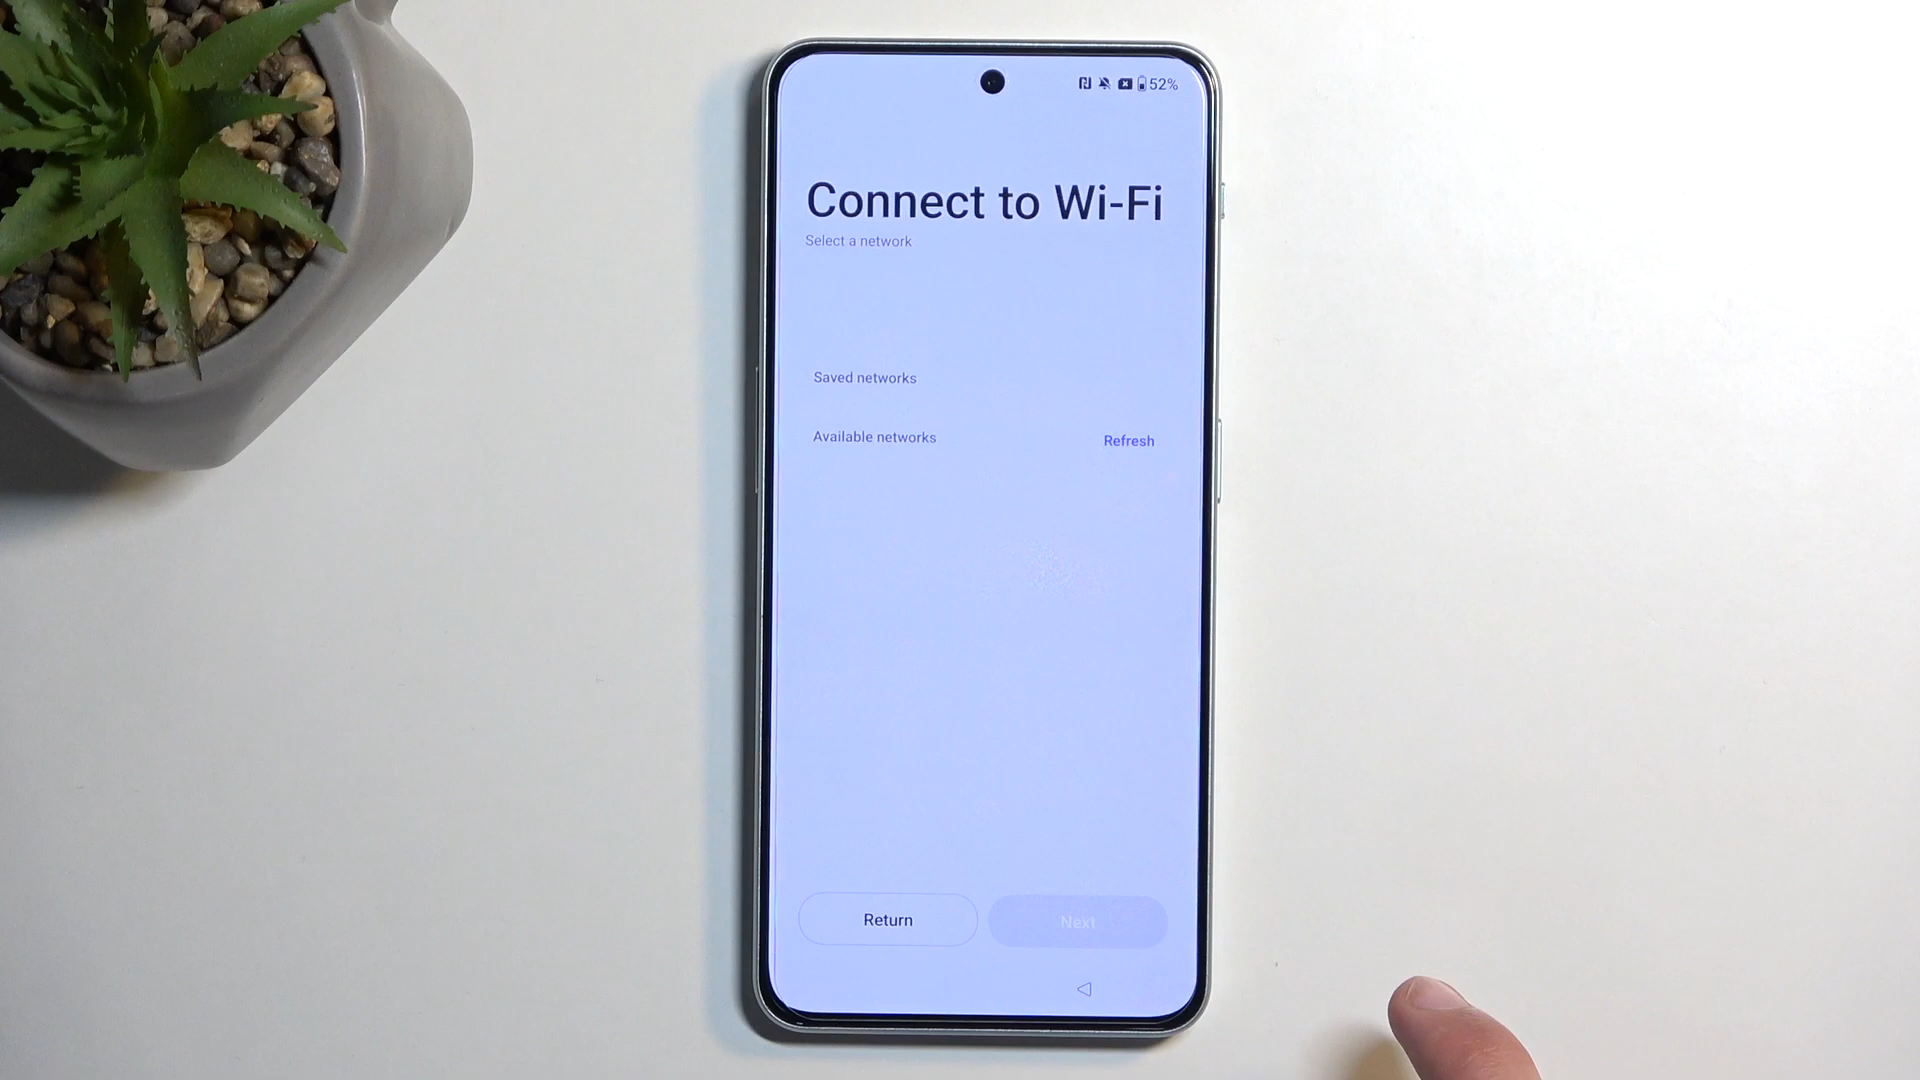 52%
Connect to Wi-Fi
Select a network
Saved networks
Available networks
Refresh
Return
Next